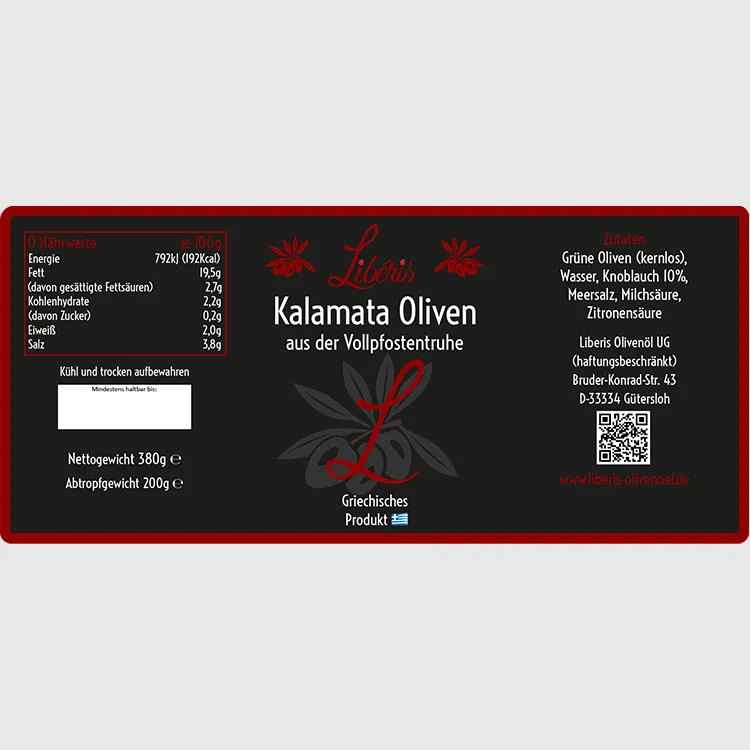 Ø Nährwerte je 100g
Energie 792kJ (192Kcal)
Fett 19,5g
(davon gesättigte Fettsäuren) 2,7g
Kohlenhydrate 2,2g
(davon Zucker) 0,2g
Eiweiß 2,0g
Salz 3,8g
Kühl und trocken aufbewahren
Mindestens haltbar bis:
Nettogewicht 380g ℮
Abtropfgewicht 200g ℮
Libéris
Kalamata Oliven
aus der Vollpfostentruhe
L
Griechisches
Produkt
Zutaten
Grüne Oliven (kernlos),
Wasser, Knoblauch 10%,
Meersalz, Milchsäure,
Zitronensäure
Liberis Olivenöl UG
(haftungsbeschränkt)
Bruder-Konrad-Str. 43
D-33334 Gütersloh
www.liberis-olivenoel.de